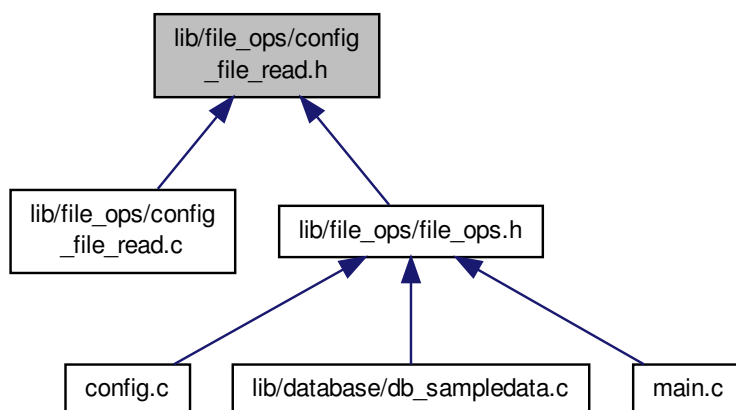 lib/file_ops/config
_file_read.h
lib/file_ops/config
_file_read.c
lib/file_ops/file_ops.h
config.c
lib/database/db_sampledata.c
main.c